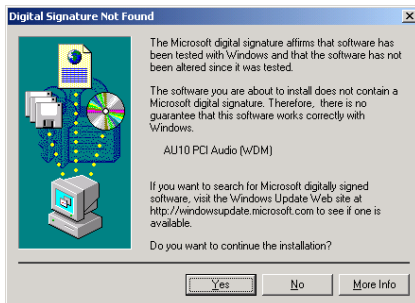 Digital Signature Not Found
The Microsoft digital signature affirms that software has
been tested with Windows and that the software has not
been altered since it was tested.
The software you are about to install does not contain a
Microsoft digital signature. Therefore, there is no
guarantee that this software works correctly with
Windows.
AU10 PCI Audio (WDM)
If you want to search for Microsoft digitally signed
software, visit the Windows Update Web site at
http://windowsupdate.microsoft.com to see if one is
available.
Do you want to continue the installation?
Yes
No
More Info